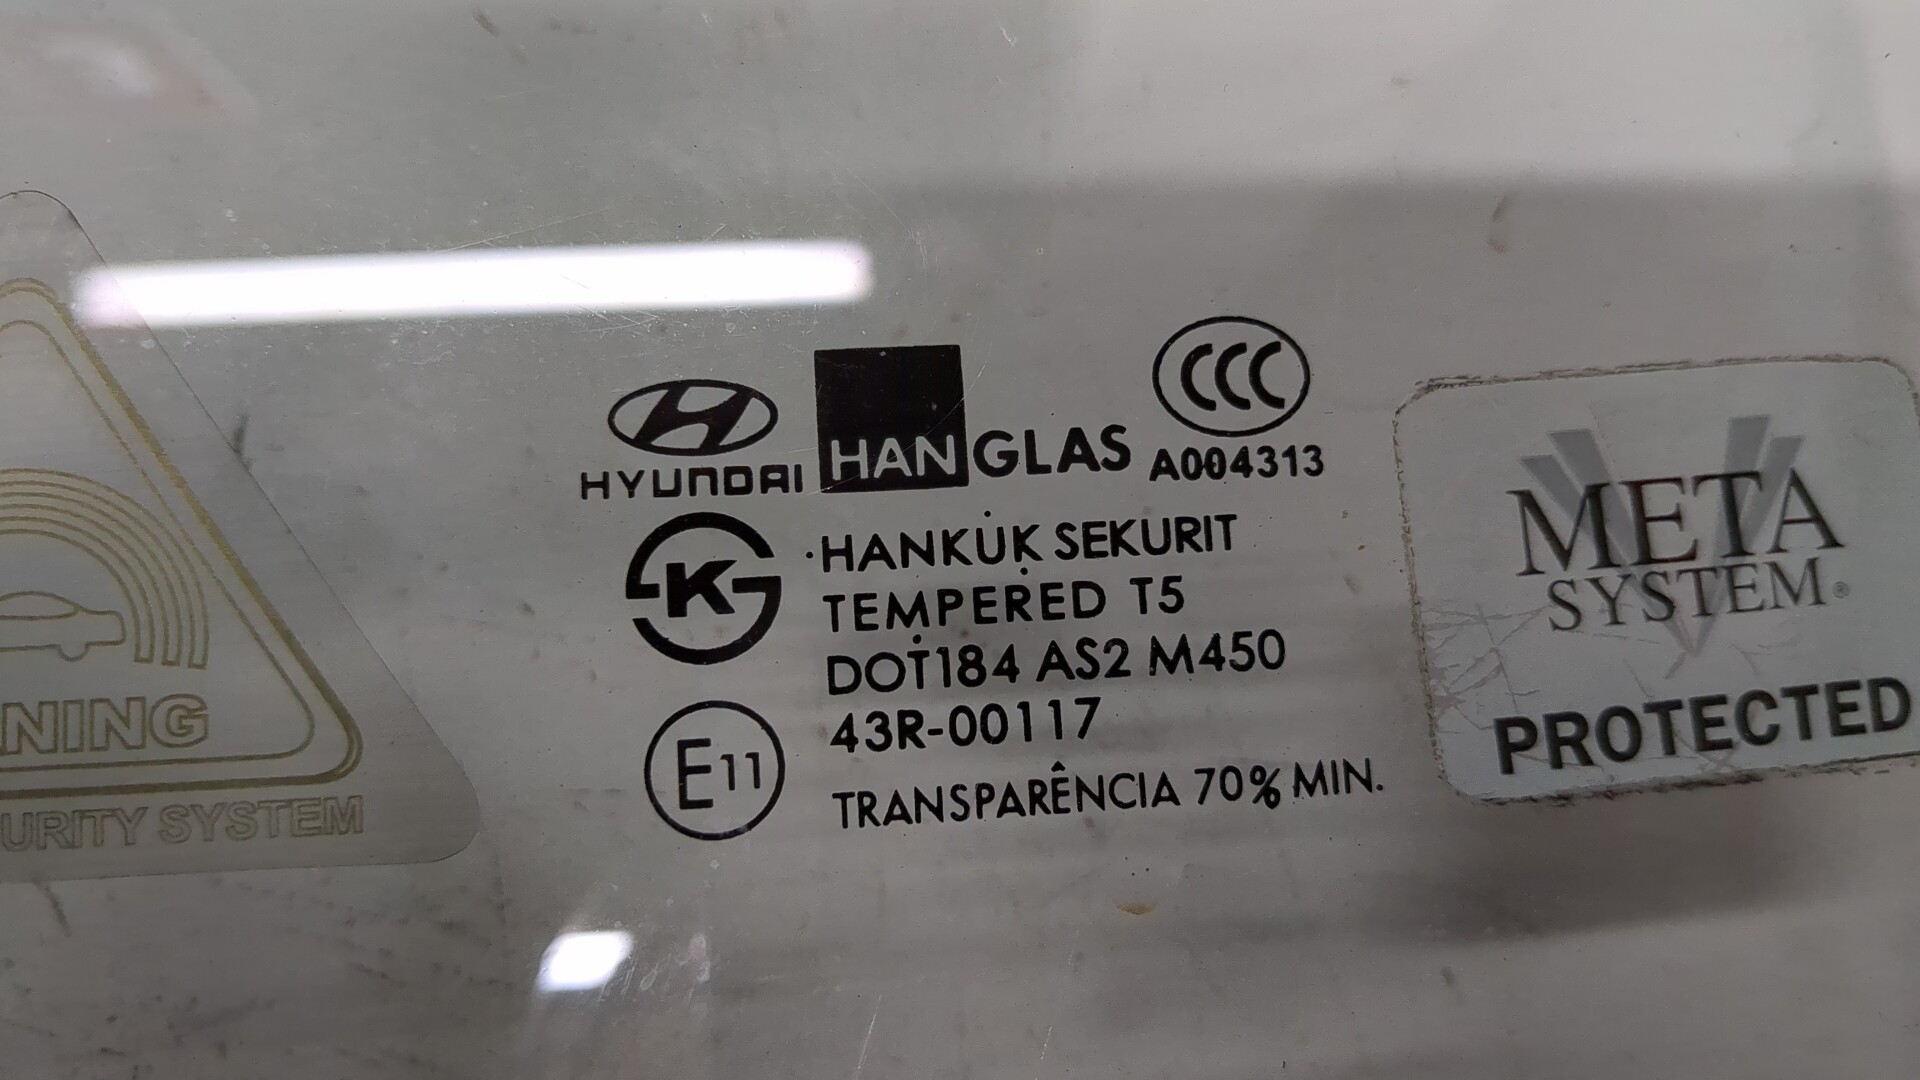 HYUNDAI HANGLAS CCC
A004313
K
HANKUK SEKURIT
TEMPERED T5
DOT184 AS2 M450
E11
43R-00117
TRANSPARÊNCIA 70% MIN.
META
SYSTEM®
PROTECTED
NING
URITY SYSTEM